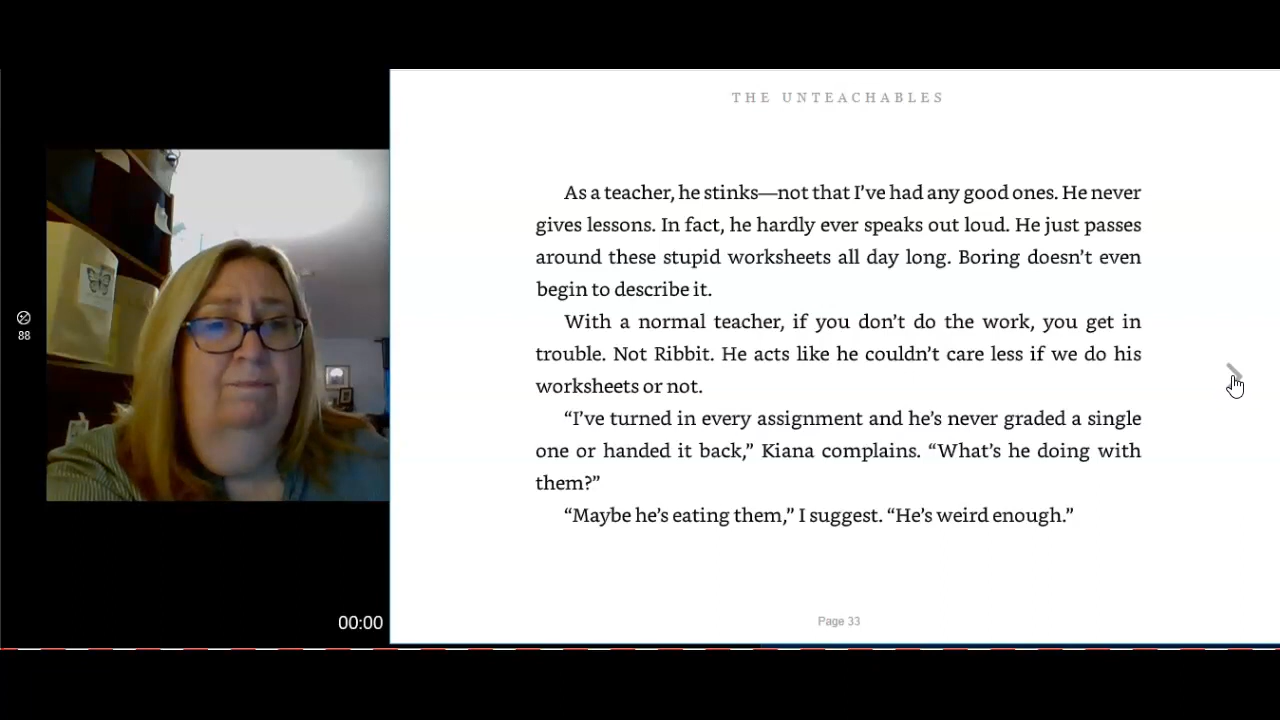 THE UNTEACHABLES
As a teacher, he stinks—not that I’ve had any good ones. He never
gives lessons. In fact, he hardly ever speaks out loud. He just passes
around these stupid worksheets all day long. Boring doesn’t even
begin to describe it.
With a normal teacher, if you don’t do the work, you get in
trouble. Not Ribbit. He acts like he couldn’t care less if we do his
worksheets or not.
“I’ve turned in every assignment and he’s never graded a single
one or handed it back,” Kiana complains. “What’s he doing with
them?”
“Maybe he’s eating them,” I suggest. “He’s weird enough.”
Page 33
88
00:00